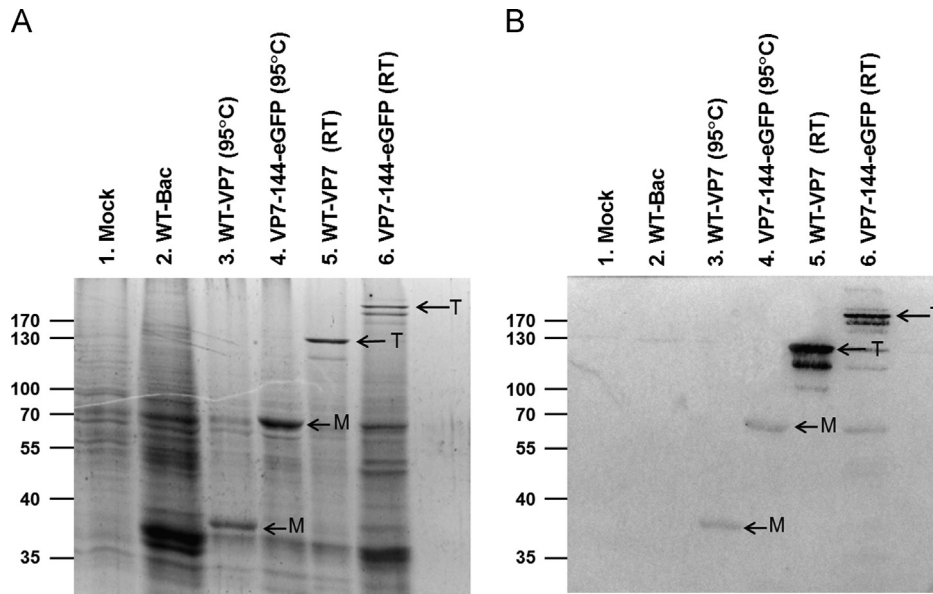 A
1. Mock
2. WT-Bac
3. WT-VP7 (95°C)
4. VP7-144-eGFP (95°C)
5. WT-VP7 (RT)
6. VP7-144-eGFP (RT)
170
130
100
70
55
40
35
T
T
M
M
B
1. Mock
2. WT-Bac
3. WT-VP7 (95°C)
4. VP7-144-eGFP (95°C)
5. WT-VP7 (RT)
6. VP7-144-eGFP (RT)
170
130
100
70
55
40
35
T
T
M
M